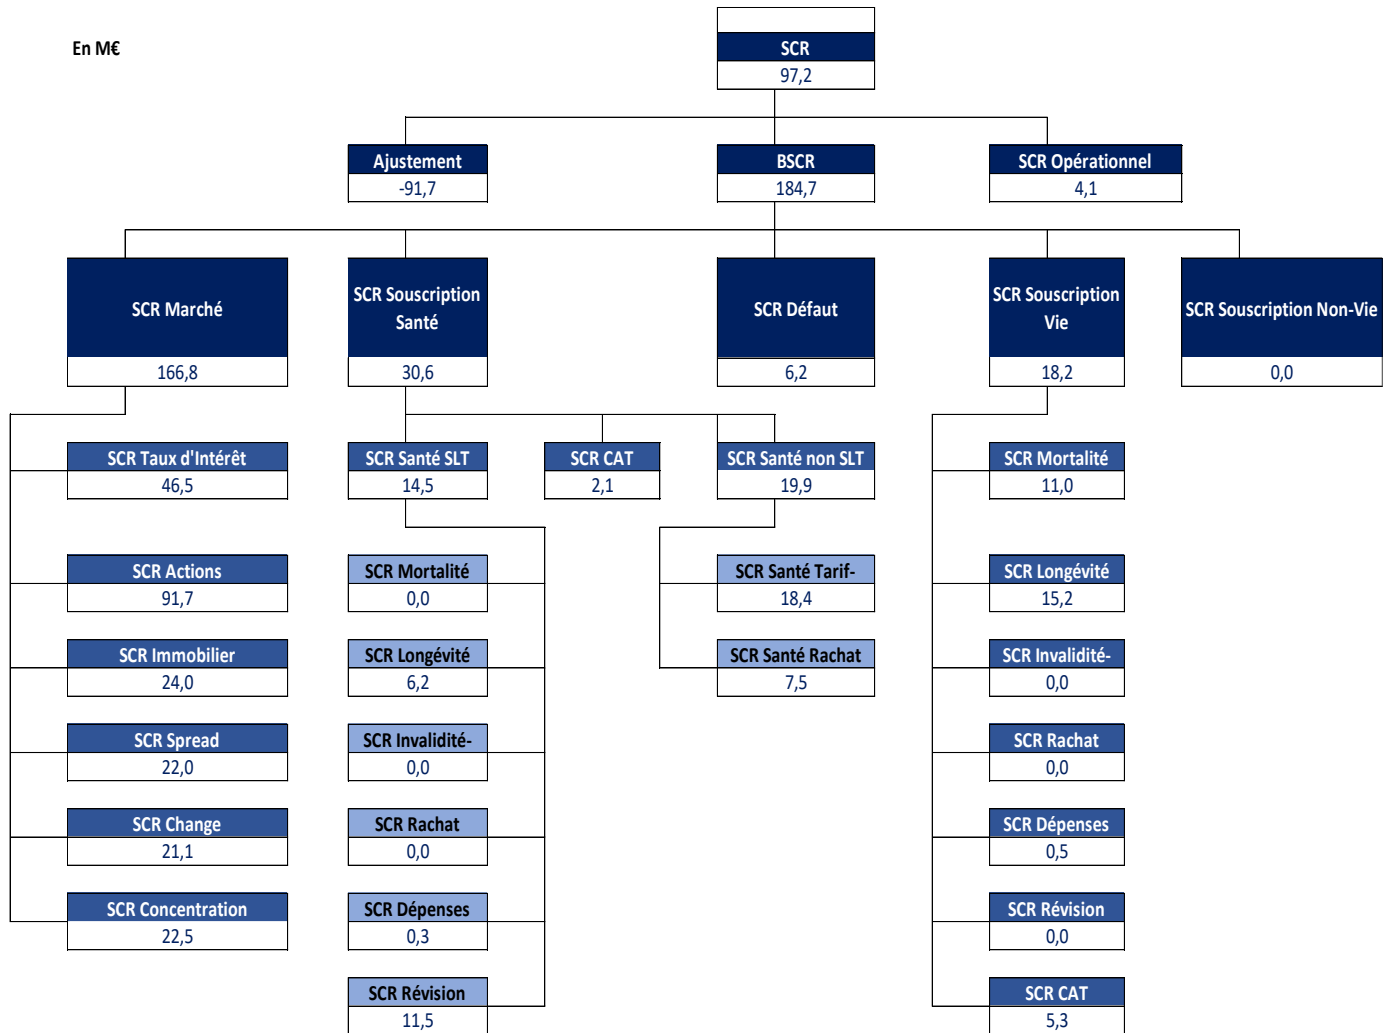 En M€
SCR
97,2
Ajustement
-91,7
BSCR
184,7
SCR Opérationnel
4,1
SCR Marché
166,8
SCR Souscription
Santé
30,6
SCR Défaut
6,2
SCR Souscription
Vie
18,2
SCR Souscription Non-Vie
0,0
SCR Taux d'Intérêt
46,5
SCR Santé SLT
14,5
SCR CAT
2,1
SCR Santé non SLT
19,9
SCR Mortalité
11,0
SCR Actions
91,7
SCR Mortalité
0,0
SCR Santé Tarif-
18,4
SCR Longévité
15,2
SCR Immobilier
24,0
SCR Longévité
6,2
SCR Santé Rachat
7,5
SCR Invalidité-
0,0
SCR Spread
22,0
SCR Invalidité-
0,0
SCR Rachat
0,0
SCR Change
21,1
SCR Rachat
0,0
SCR Dépenses
0,5
SCR Concentration
22,5
SCR Dépenses
0,3
SCR Révision
0,0
SCR Révision
11,5
SCR CAT
5,3